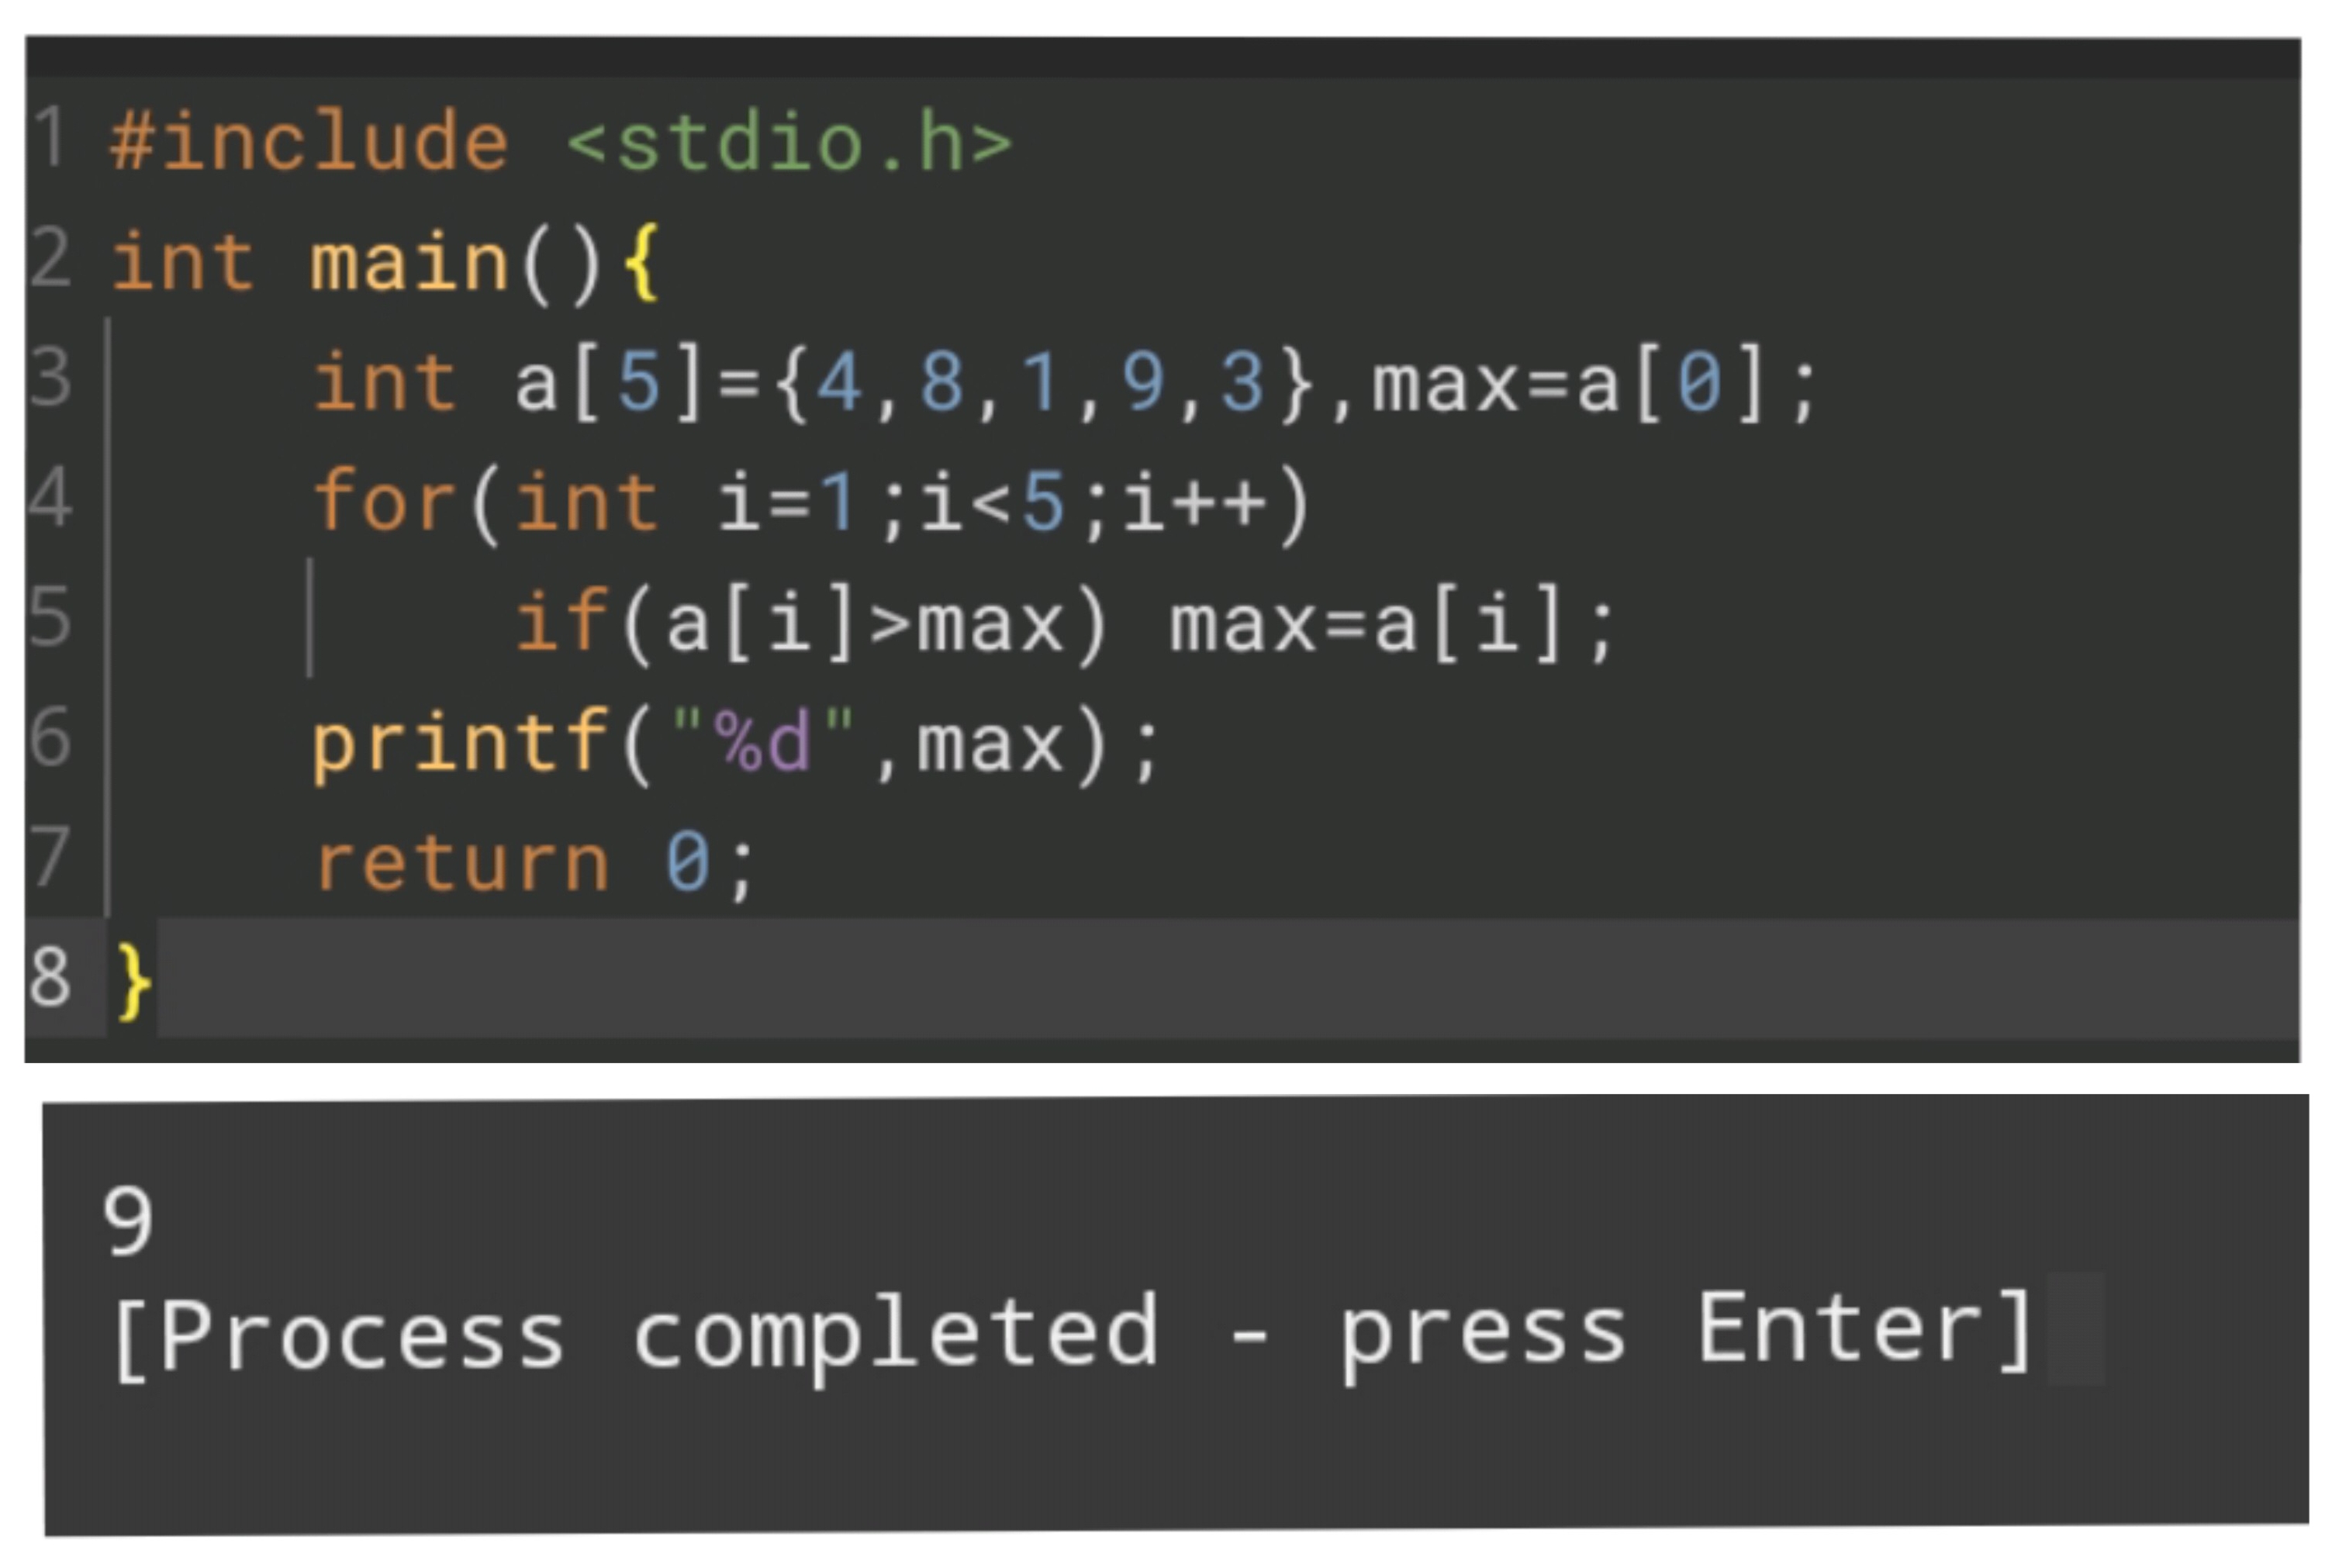 1 #include <stdio.h>
2 int main(){
3     int a[5]={4,8,1,9,3},max=a[0];
4     for(int i=1;i<5;i++)
5         if(a[i]>max) max=a[i];
6     printf("%d",max);
7     return 0;
8 }
9
[Process completed - press Enter]